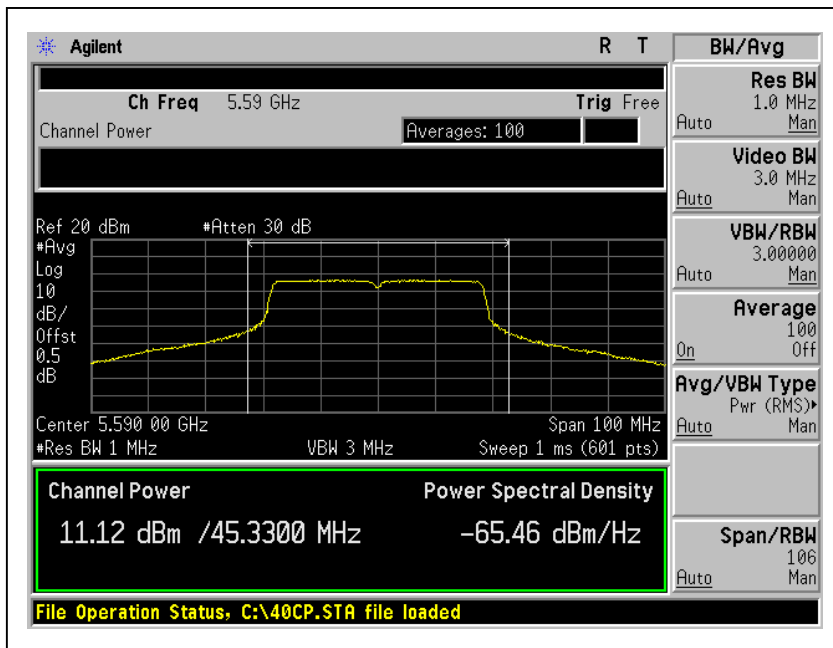 Agilent R T
Ch Freq 5.59 GHz Trig Free
Channel Power Averages: 100
Ref 20 dBm #Atten 30 dB
#Avg
Log
10
dB/
Offst
0.5
dB
Center 5.590 00 GHz Span 100 MHz
#Res BW 1 MHz VBW 3 MHz Sweep 1 ms (601 pts)
Channel Power Power Spectral Density
11.12 dBm /45.3300 MHz -65.46 dBm/Hz
File Operation Status, C:\40CP.STA file loaded
BW/Avg
Res BW
1.0 MHz
Auto Man
Video BW
3.0 MHz
Auto Man
VBW/RBW
3.00000
Auto Man
Average
100
On Off
Avg/VBW Type
Pwr (RMS)▸
Auto Man
Span/RBW
106
Auto Man